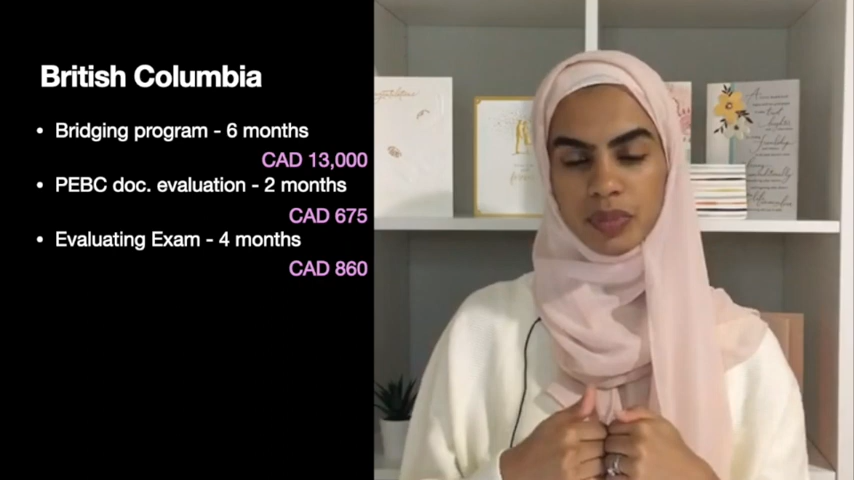 British Columbia
• Bridging program - 6 months
CAD 13,000
• PEBC doc. evaluation - 2 months
CAD 675
• Evaluating Exam - 4 months
CAD 860